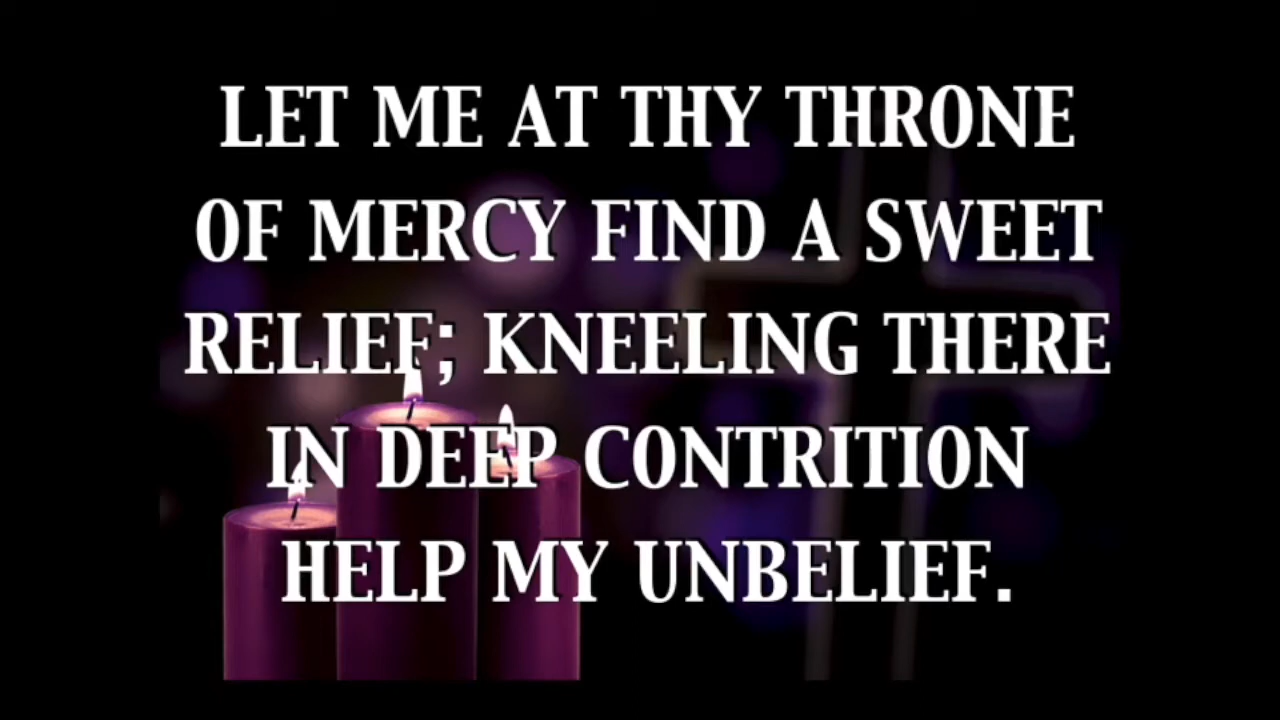 LET ME AT THY THRONE
OF MERCY FIND A SWEET
RELIEF; KNEELING THERE
IN DEEP CONTRITION
HELP MY UNBELIEF.